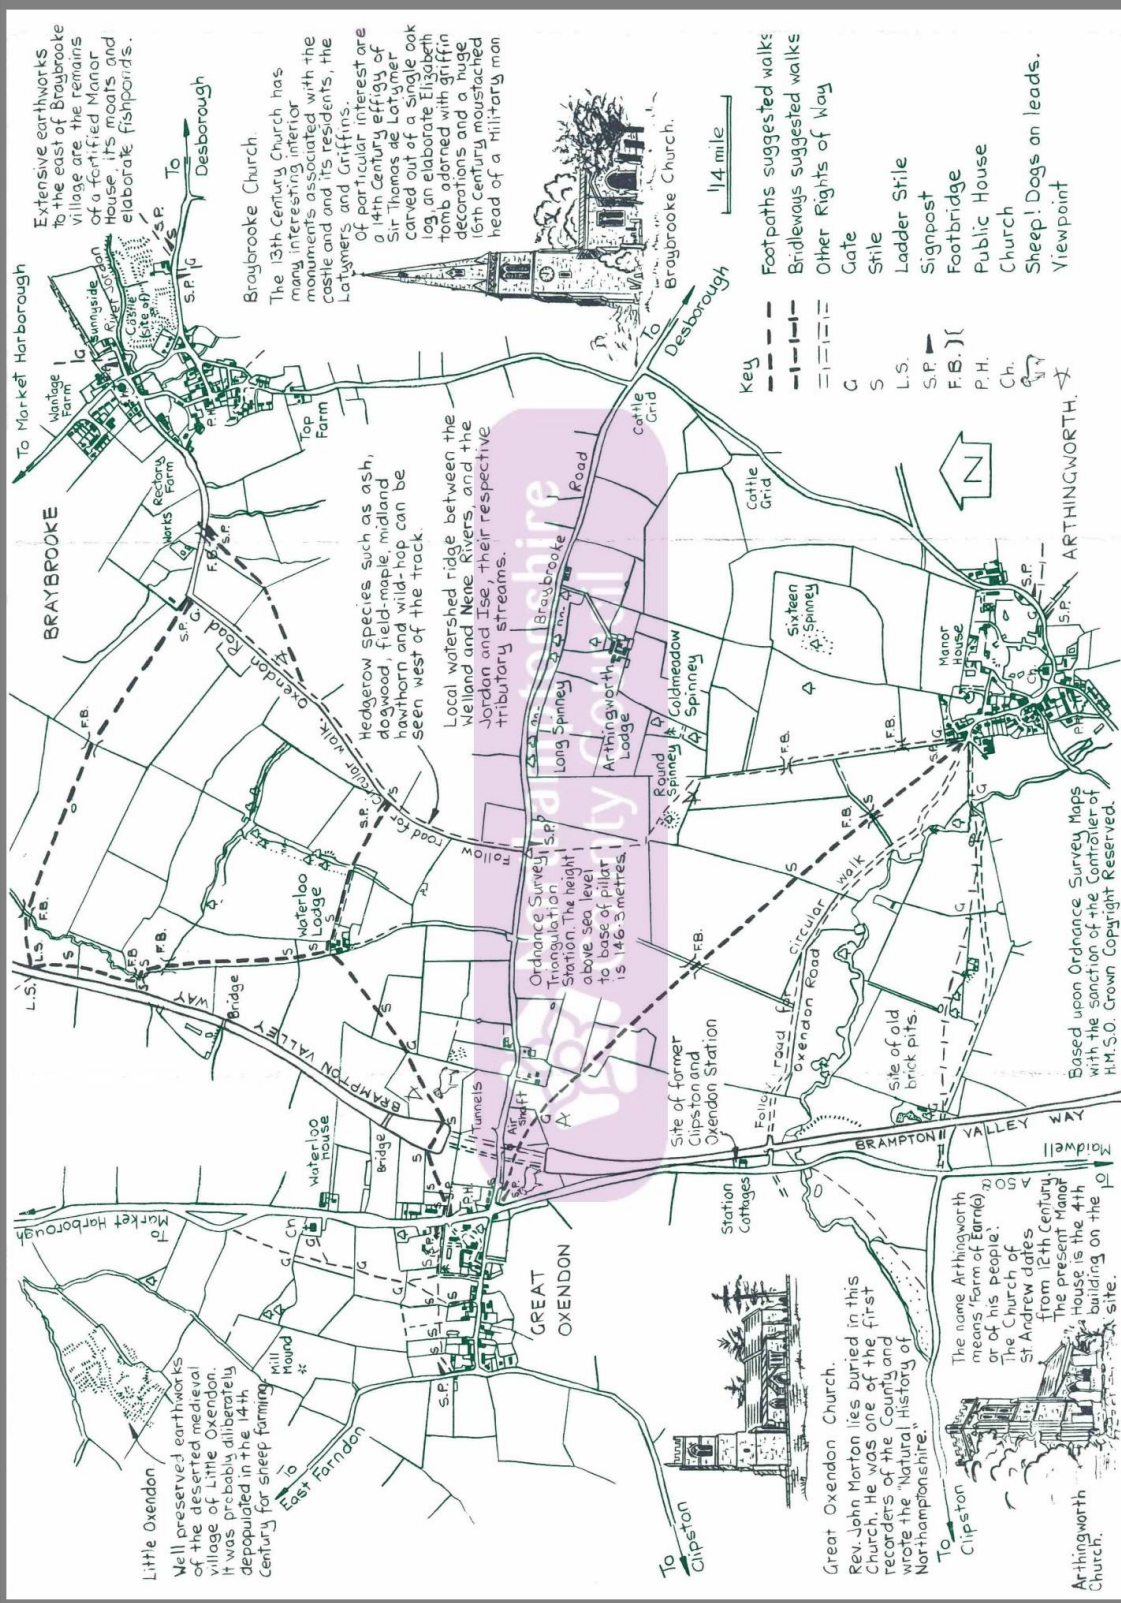 Extensive earthworks
to the east of Braybrooke
village are the remains
of a fortified Manor
House, its moats and
elaborate fishponds.
To
Desborough
To Market Harborough
BRAYBROOKE
Wantage
Farm
Sunnyside
River Jordan
Castle
(site of)
S.P.
S.P.
G
G
P.H.
Rectory
Farm
Works
Top
Farm
F.B.
S.P.
S.P.
Braybrooke Church.
The 13th Century Church has
many interesting interior
monuments associated with the
castle and its residents, the
Latymers and Griffins.
Of particular interest are
a 14th Century effigy of
Sir Thomas de Latymer
carved out of a single oak
log, an elaborate Elizabeth
tomb adorned with griffin
decorations and a huge
16th Century moustached
head of a Military man
Braybrooke Church.
1/4 mile
Key
Footpaths suggested walks
Bridleways suggested walks
Other Rights of Way
G Gate
S Stile
L.S. Ladder Stile
S.P. Signpost
F.B. Footbridge
P.H. Public House
Ch. Church
Sheep! Dogs on leads.
Viewpoint
N
Hedgerow species such as ash,
dogwood, field-maple, midland
hawthorn and wild-hop can be
seen west of the track.
Local watershed ridge between the
Welland and Nene Rivers, and the
Jordan and Ise, their respective
tributary streams.
Oxendon Road
Follow road for circular walk.
F.B.
L.S.
L.S.
F.B.
F.B.
F.B.
S
S
S.P.
S
Waterloo
Lodge
Bridge
BRAMPTON VALLEY WAY
Braybrooke Road
Long Spinney
Arthingworth
Lodge
Coldmeadow
Spinney
Round
Spinney
Sixteen
Spinney
Cattle
Grid
Cattle
Grid
To
Desborough
Ordnance Survey
Triangulation
Station. The height
above sea level
to base of pillar
is 146·3 metres.
S.P.
Northamptonshire
County Council
Manor
House
Ch.
S.P.
S.P.
ARTHINGWORTH.
F.B.
F.B.
F.B.
F.B.
S
S
Follow road for circular walk
Oxendon Road
Site of former
Clipston and
Oxendon Station
Site of old
brick pits.
Station
Cottages
BRAMPTON VALLEY WAY
To Maidwell
A508
Waterloo
House
Bridge
Tunnels
Air
shaft
P.H.
S.P.
Ch.
To
Market Harborough
GREAT
OXENDON
Mill
Mound
S.P.
To
East Farndon
To
Clipston
Little Oxendon
Well preserved earthworks
of the deserted medieval
village of Little Oxendon.
It was probably deliberately
depopulated in the 14th
Century for sheep farming.
Great Oxendon Church.
Rev. John Morton lies buried in this
Church. He was one of the first
recorders of the County and
wrote the "Natural History of
Northamptonshire."
To
Clipston
The name Arthingworth
means 'Farm of Earn(a)
or of his people'.
The Church of
St. Andrew dates
from 12th Century.
The present Manor
House is the 4th
building on the
site.
Arthingworth
Church.
Based upon Ordnance Survey Maps
with the sanction of the Controller of
H.M.S.O. Crown Copyright Reserved.